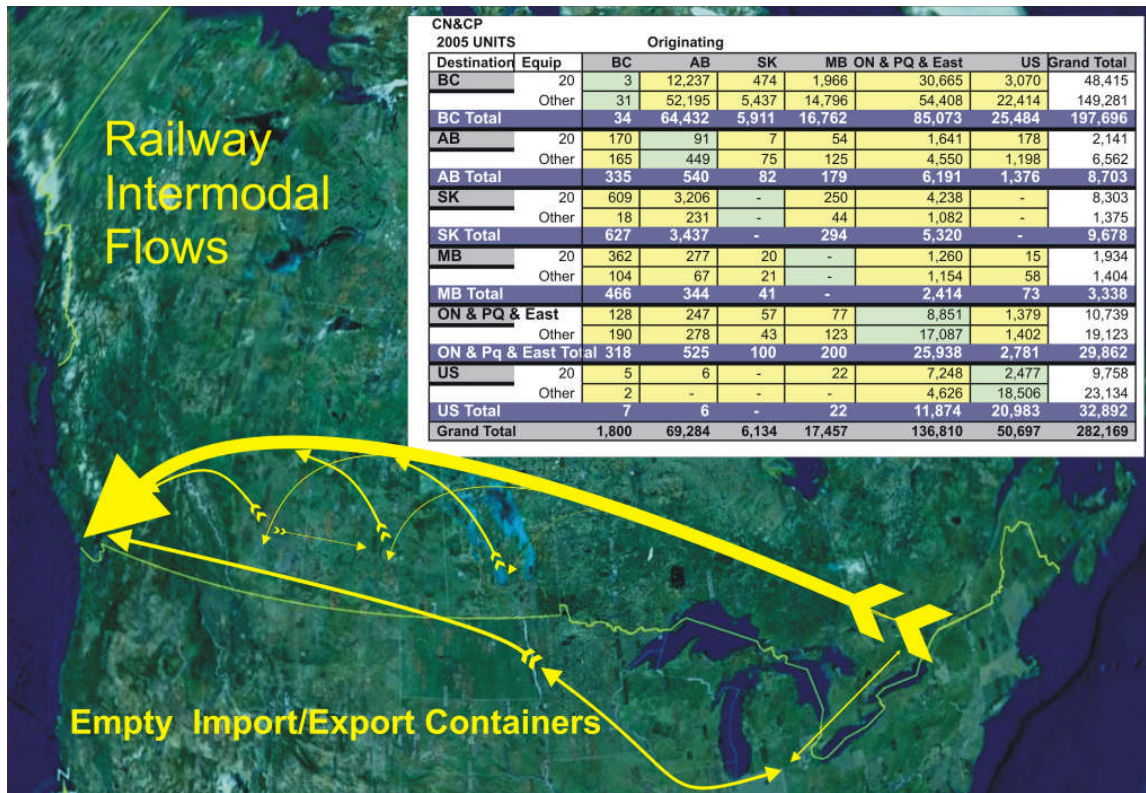 CN&CP
2005 UNITS Originating
Destination Equip BC AB SK MB ON & PQ & East US Grand Total
BC 20 3 12,237 474 1,966 30,665 3,070 48,415
Other 31 52,195 5,437 14,796 54,408 22,414 149,281
BC Total 34 64,432 5,911 16,762 85,073 25,484 197,696
AB 20 170 91 7 54 1,641 178 2,141
Other 165 449 75 125 4,550 1,198 6,562
AB Total 335 540 82 179 6,191 1,376 8,703
SK 20 609 3,206 - 250 4,238 - 8,303
Other 18 231 - 44 1,082 - 1,375
SK Total 627 3,437 - 294 5,320 - 9,678
MB 20 362 277 20 - 1,260 15 1,934
Other 104 67 21 - 1,154 58 1,404
MB Total 466 344 41 - 2,414 73 3,338
ON & PQ & East 128 247 57 77 8,851 1,379 10,739
Other 190 278 43 123 17,087 1,402 19,123
ON & Pq & East Total 318 525 100 200 25,938 2,781 29,862
US 20 5 6 - 22 7,248 2,477 9,758
Other 2 - - - 4,626 18,506 23,134
US Total 7 6 - 22 11,874 20,983 32,892
Grand Total 1,800 69,284 6,134 17,457 136,810 50,697 282,169
Railway
Intermodal
Flows
Empty Import/Export Containers